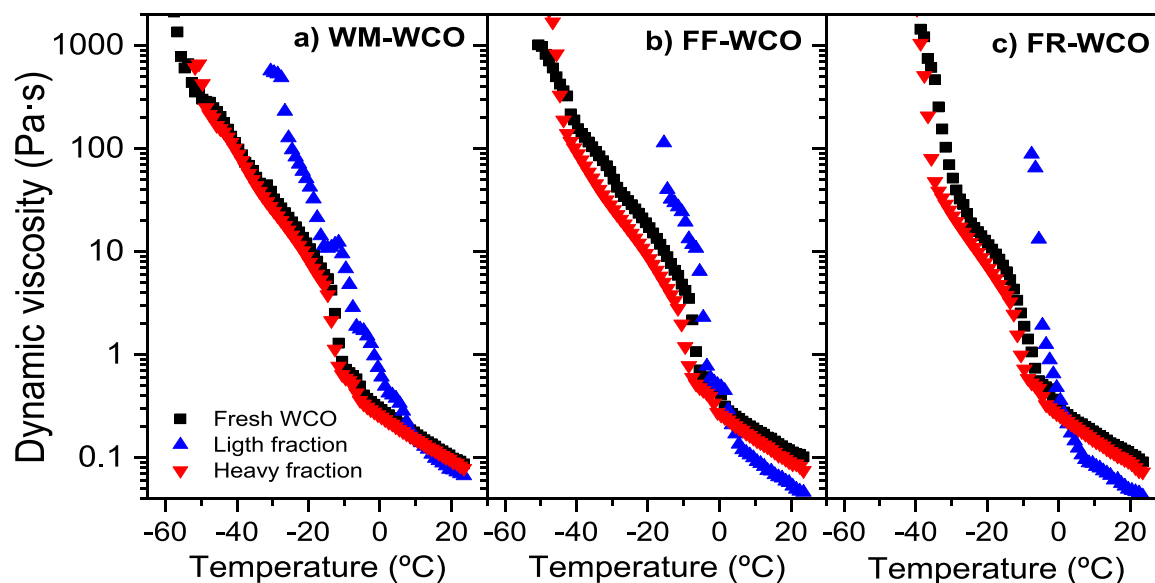 a) WM-WCO
b) FF-WCO
c) FR-WCO
Dynamic viscosity (Pa·s)
1000
100
10
1
0.1
Fresh WCO
Ligth fraction
Heavy fraction
-60 -40 -20 0 20
-60 -40 -20 0 20
-60 -40 -20 0 20
Temperature (ºC)
Temperature (ºC)
Temperature (ºC)